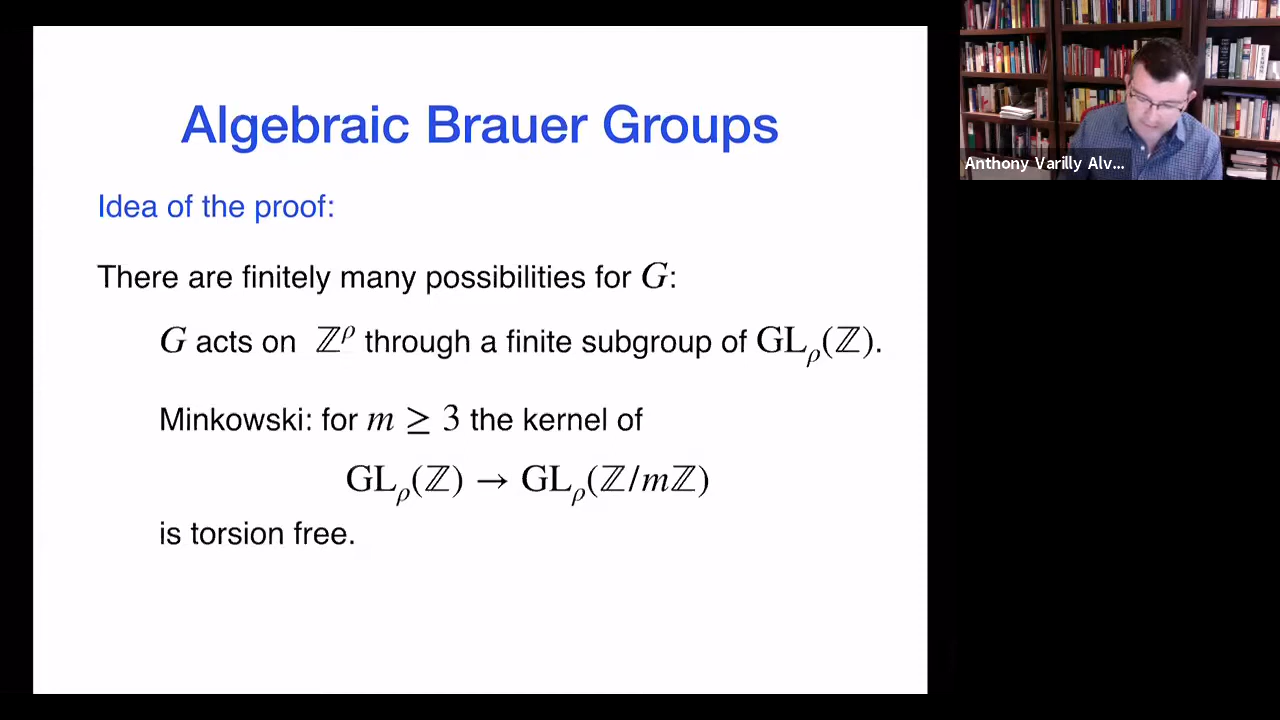 Algebraic Brauer Groups
Idea of the proof:
There are finitely many possibilities for G:
G acts on ℤ^ρ through a finite subgroup of GL_ρ(ℤ).
Minkowski: for m ≥ 3 the kernel of
GL_ρ(ℤ) → GL_ρ(ℤ/mℤ)
is torsion free.
Anthony Varilly Alv...